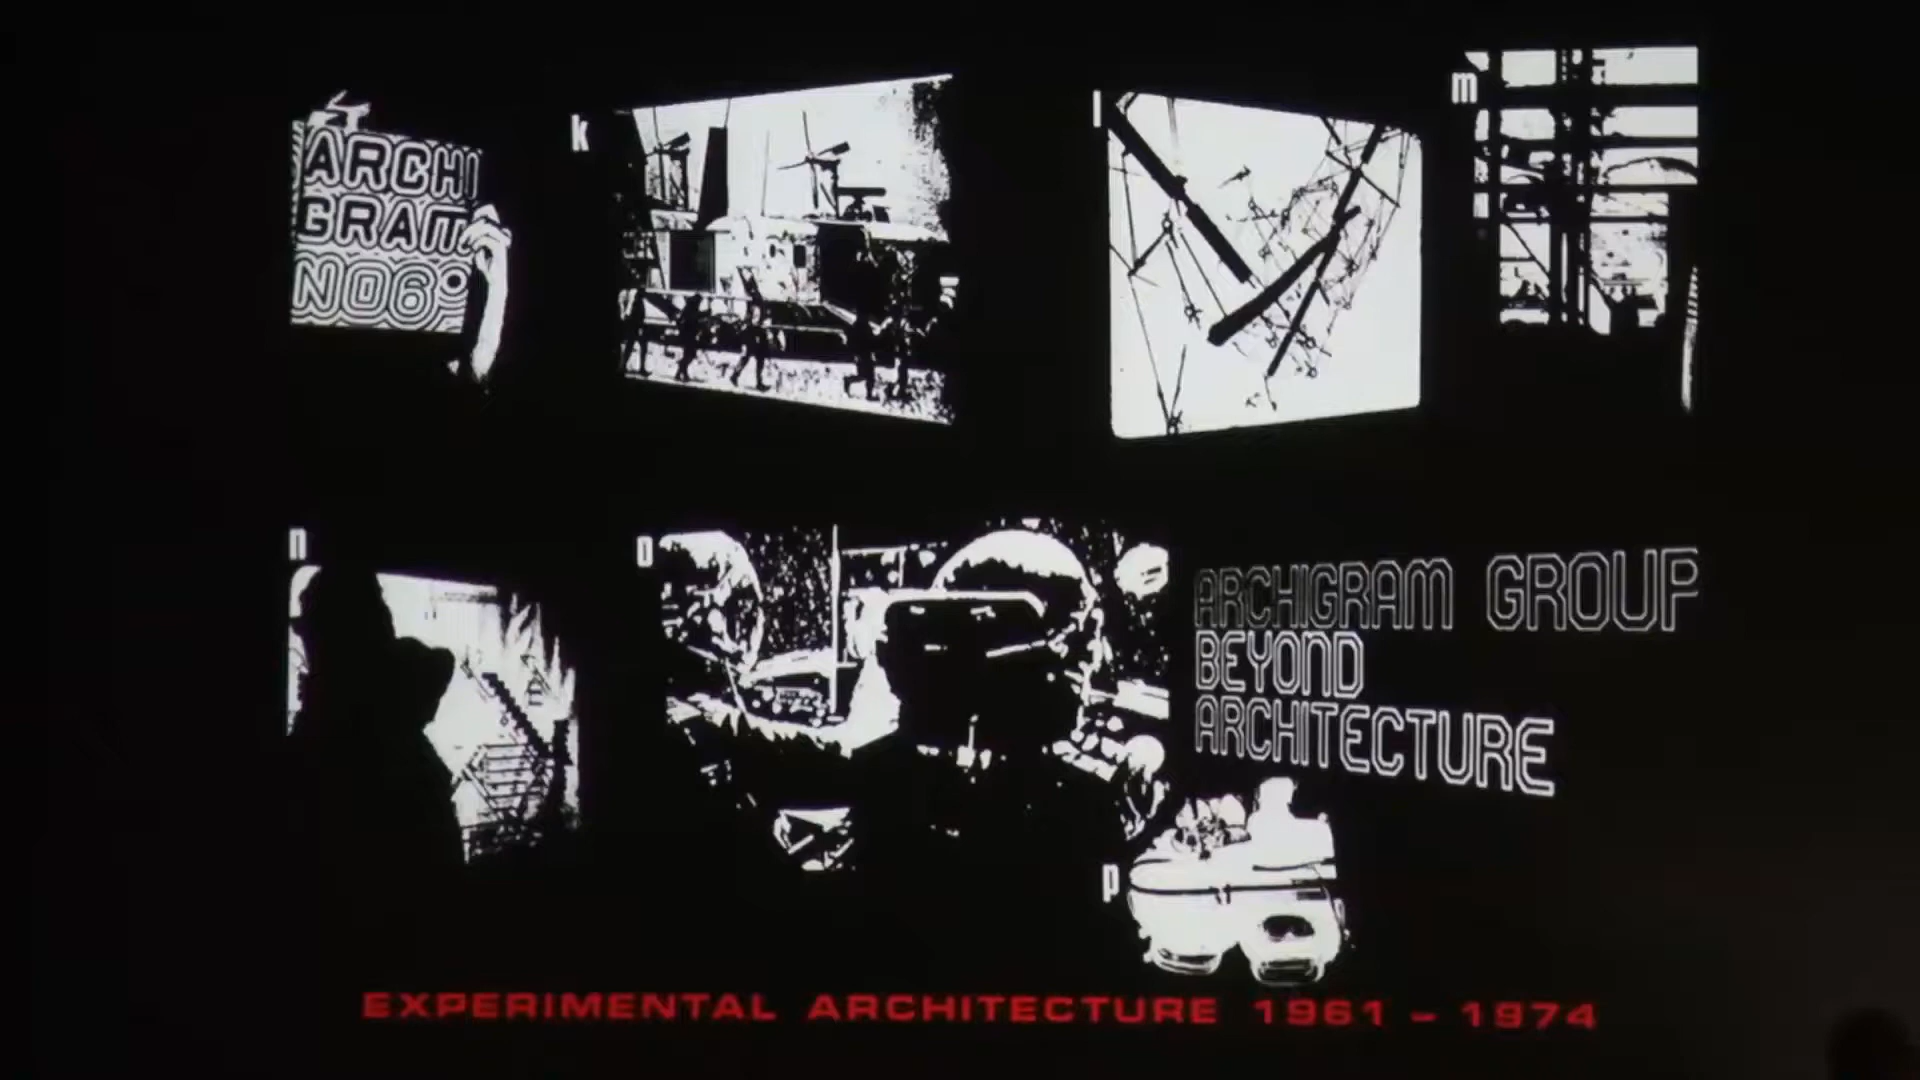 ARCHI
GRAM
NO6
k
l
m
n
o
ARCHIGRAM GROUP
BEYOND
ARCHITECTURE
p
EXPERIMENTAL ARCHITECTURE 1961 - 1974